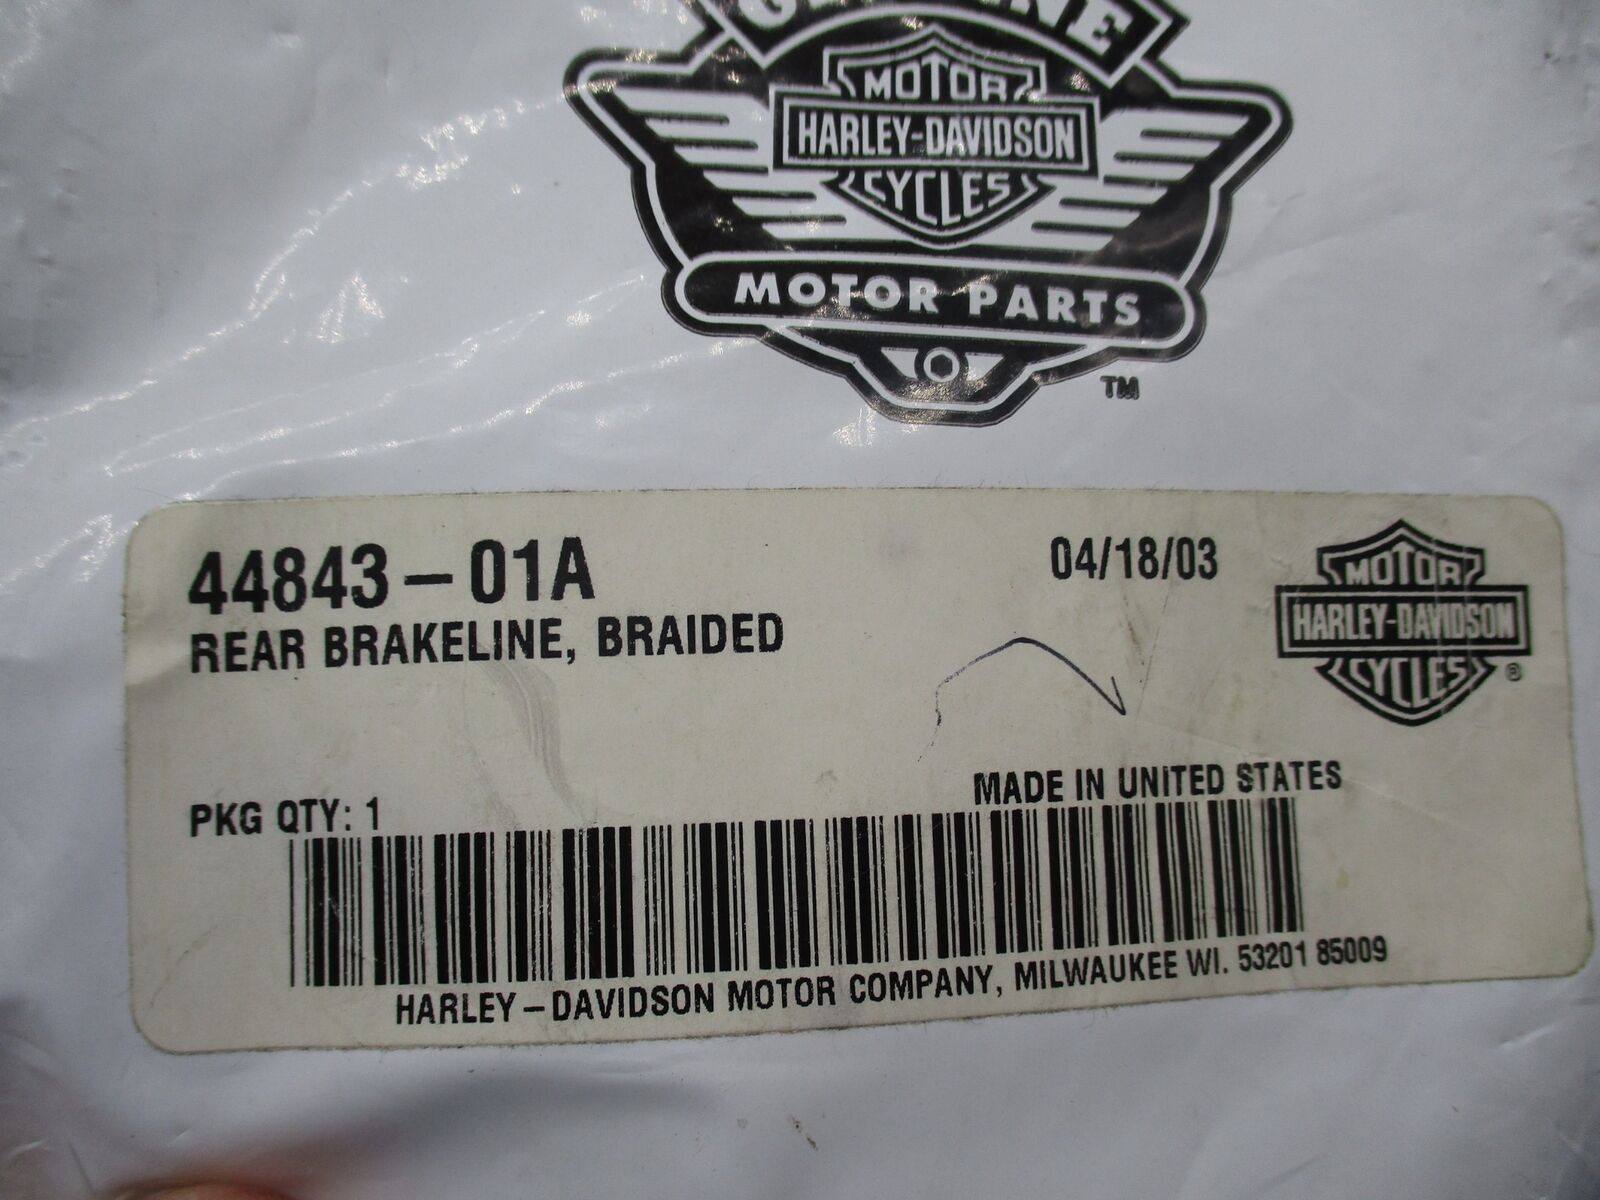 GENUINE
MOTOR
HARLEY-DAVIDSON
CYCLES
MOTOR PARTS
TM
44843-01A
04/18/03
REAR BRAKELINE, BRAIDED
MOTOR
HARLEY-DAVIDSON
CYCLES
®
PKG QTY: 1
MADE IN UNITED STATES
HARLEY-DAVIDSON MOTOR COMPANY, MILWAUKEE WI. 53201 85009